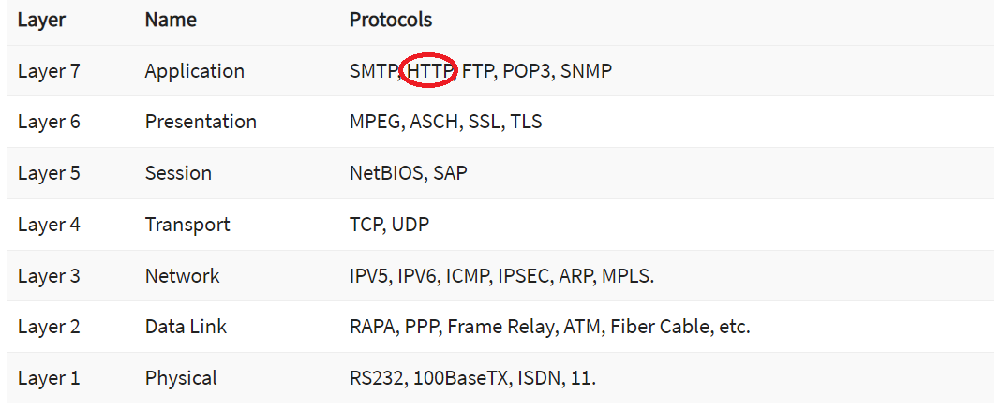 Layer Name Protocols
Layer 7 Application SMTP, HTTP, FTP, POP3, SNMP
Layer 6 Presentation MPEG, ASCH, SSL, TLS
Layer 5 Session NetBIOS, SAP
Layer 4 Transport TCP, UDP
Layer 3 Network IPV5, IPV6, ICMP, IPSEC, ARP, MPLS.
Layer 2 Data Link RAPA, PPP, Frame Relay, ATM, Fiber Cable, etc.
Layer 1 Physical RS232, 100BaseTX, ISDN, 11.